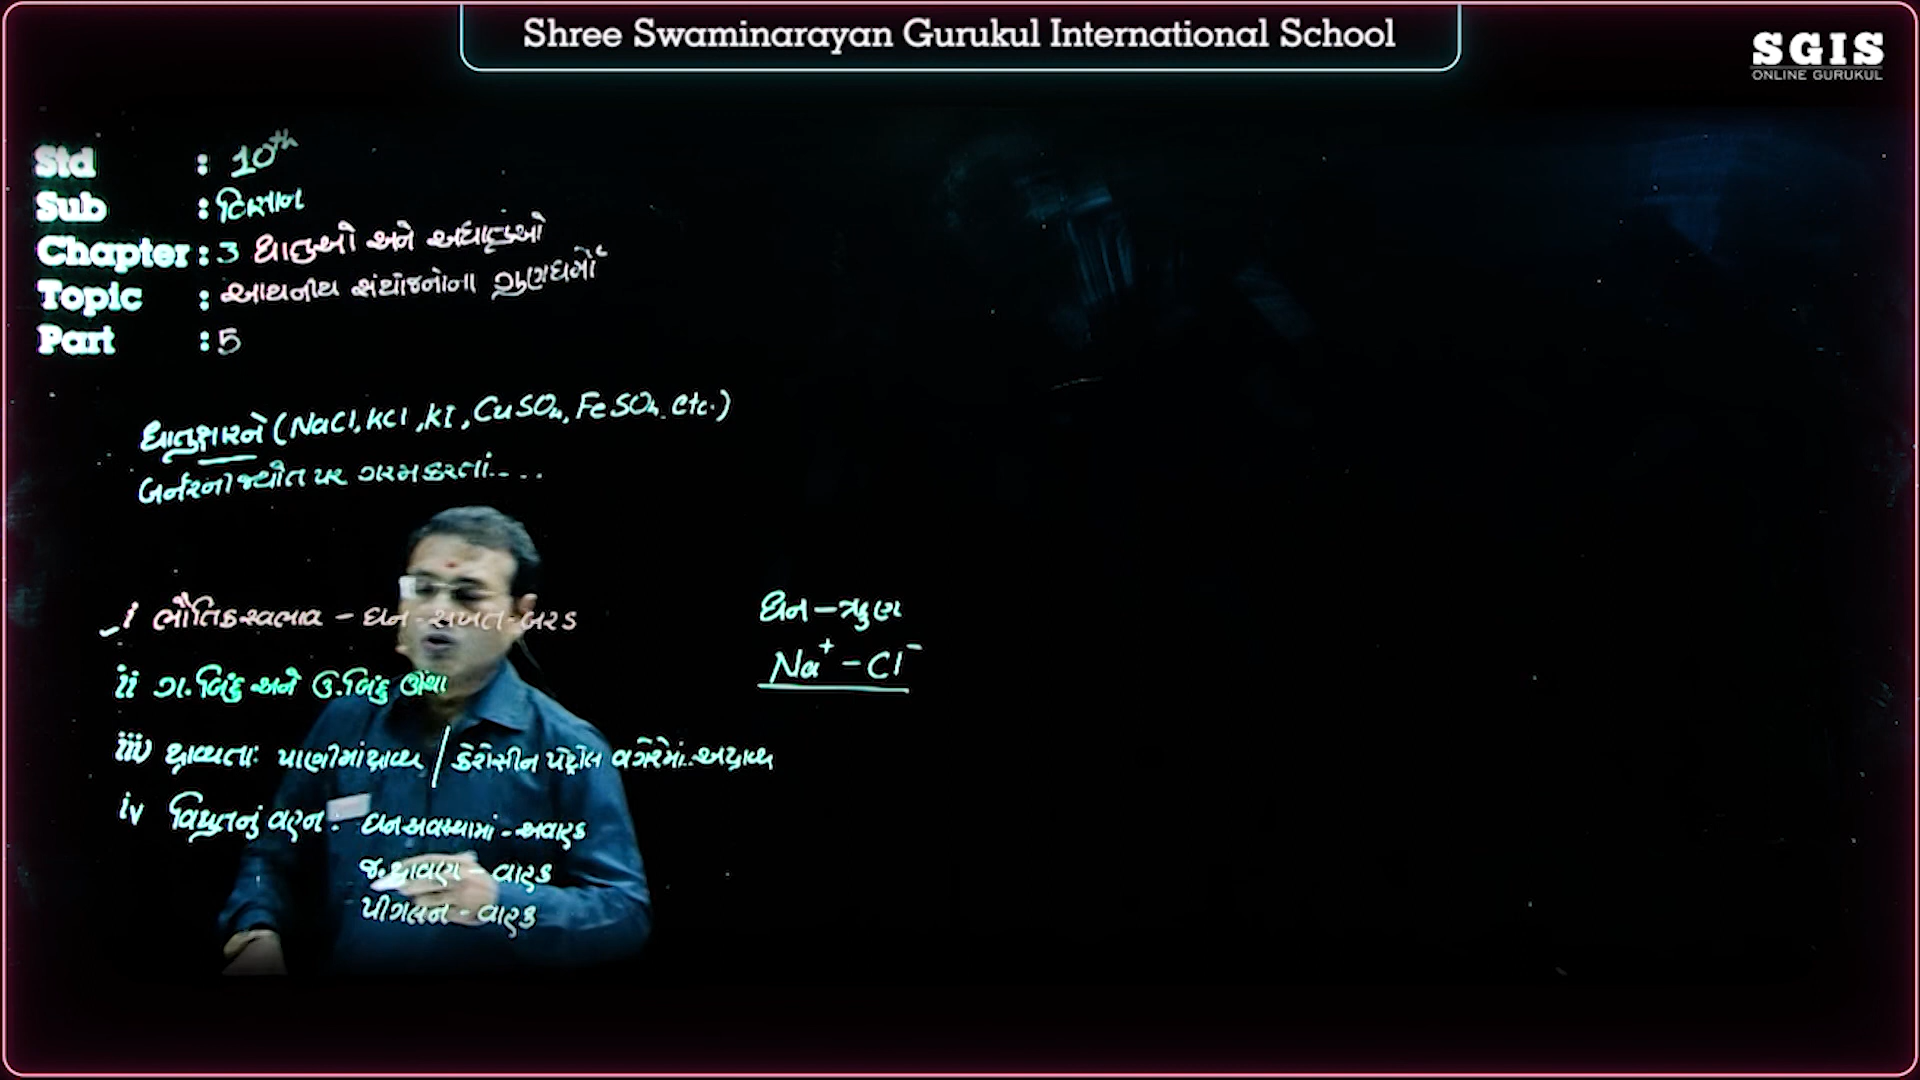 Shree Swaminarayan Gurukul International School
SGIS
ONLINE GURUKUL
Std : 10th
Sub : વિજ્ઞાન
Chapter : 3 ધાતુઓ અને અધાતુઓ
Topic : આયનીય સંયોજનોના ગુણધર્મો
Part : 5
ધાતુક્ષારને (NaCl, KCl, KI, CuSO₄, FeSO₄ etc.)
બર્નરની જ્યોત પર ગરમ કરતાં....
i ભૌતિક સ્વભાવ - ઘન - સખત - બરડ
ધન - ઋણ
Na⁺ - Cl⁻
ii ગ.બિંદુ અને ઉ.બિંદુ ઊંચા
iii દ્રાવ્યતા: પાણીમાં દ્રાવ્ય / કેરોસીન પેટ્રોલ વગેરેમાં..અદ્રાવ્ય
iv વિદ્યુતનું વહન: ઘન અવસ્થામાં - અવાહક
જ.દ્રાવણ - વાહક
પીગલન - વાહક